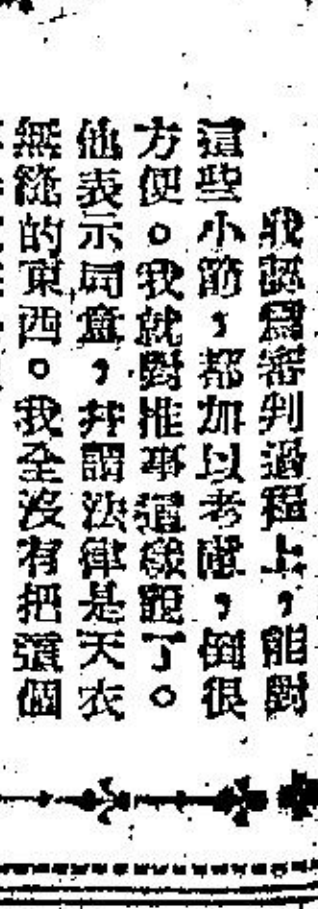 我認爲審判過程上，能對
這些小節，都加以考慮，倒很
方便。我就對推事這樣說了。
他表示同意，并謂法律是天衣
無縫的東西。我全沒有把這個